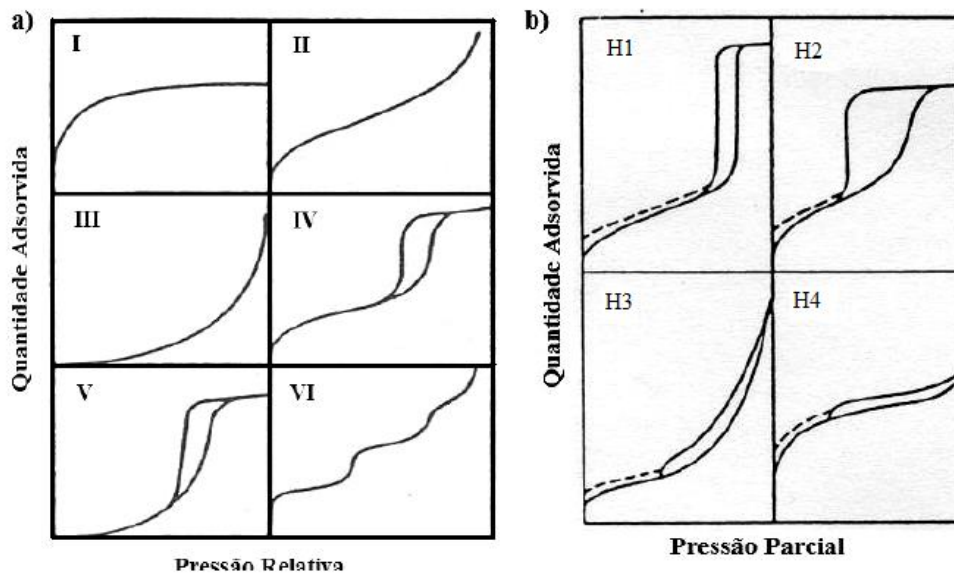 a)
I
II
III
IV
V
VI
Quantidade Adsorvida
Pressão Relativa
b)
H1
H2
H3
H4
Quantidade Adsorvida
Pressão Parcial